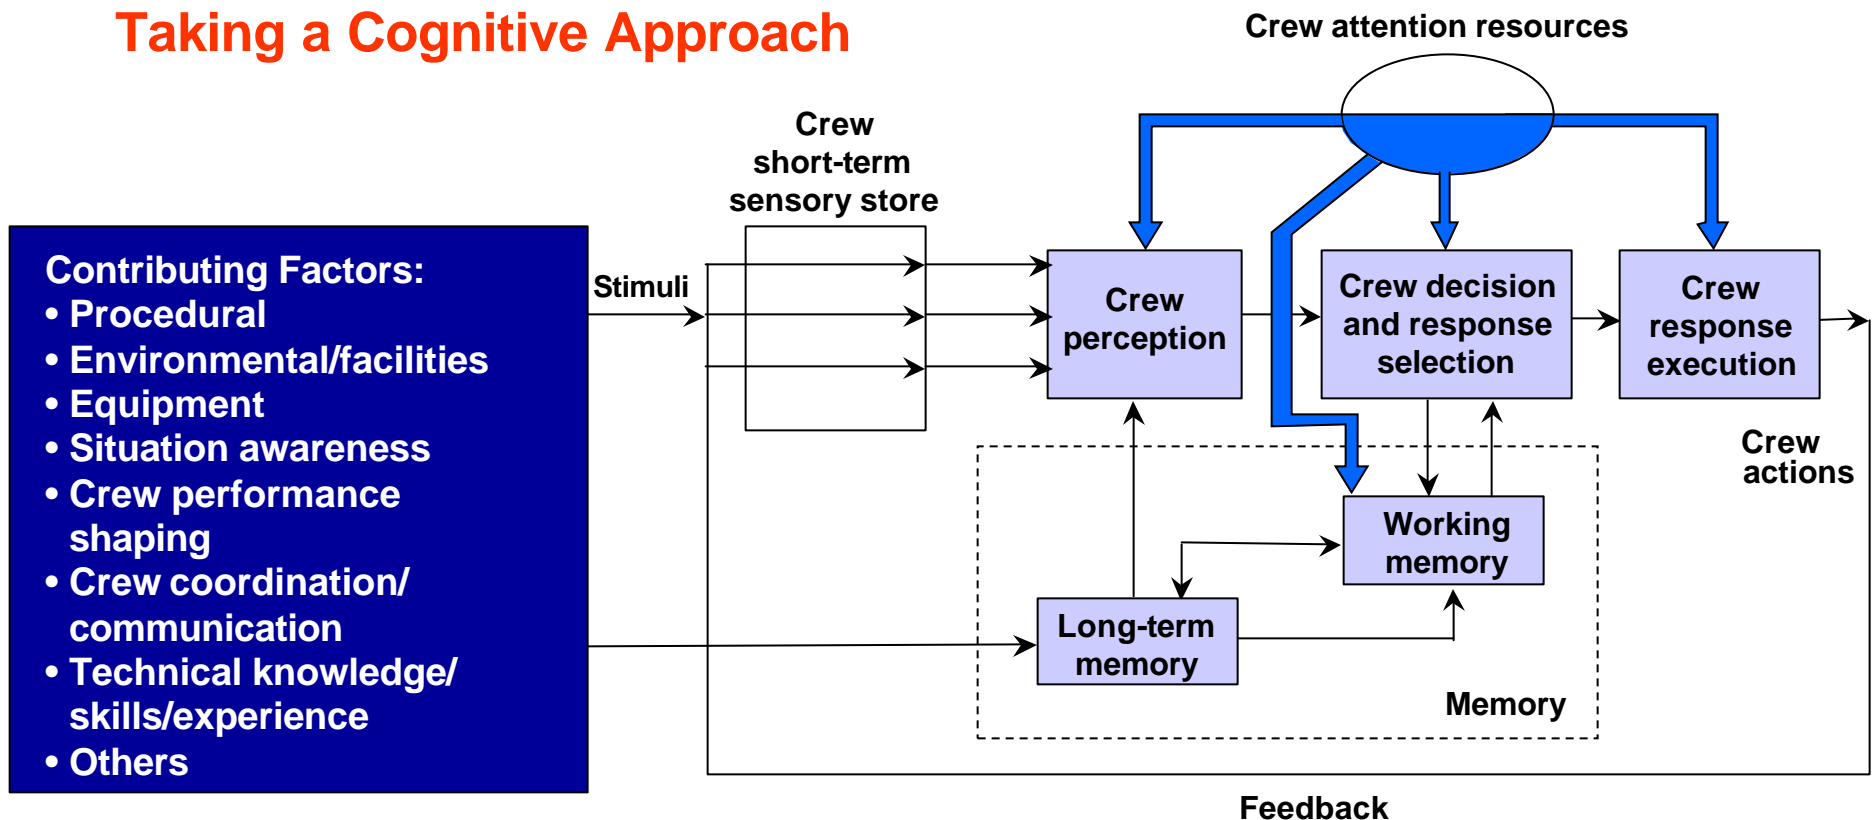 Taking a Cognitive Approach
Crew attention resources
Crew
short-term
sensory store
Contributing Factors:
• Procedural
• Environmental/facilities
• Equipment
• Situation awareness
• Crew performance
shaping
• Crew coordination/
communication
• Technical knowledge/
skills/experience
• Others
Stimuli
Crew
perception
Crew decision
and response
selection
Crew
response
execution
Crew
actions
Working
memory
Long-term
memory
Memory
Feedback